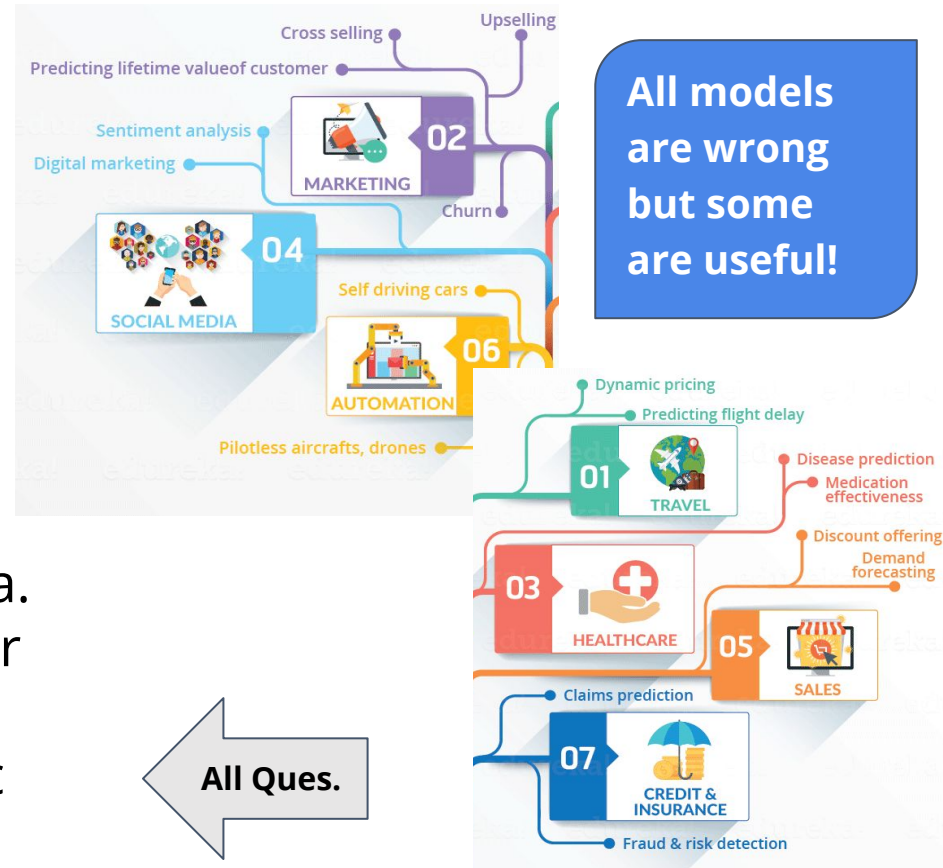 Upselling
Cross selling
Predicting lifetime valueof customer
02
MARKETING
Churn
Sentiment analysis
Digital marketing
04
SOCIAL MEDIA
Self driving cars
06
AUTOMATION
Pilotless aircrafts, drones
All models
are wrong
but some
are useful!
Dynamic pricing
Predicting flight delay
01
TRAVEL
Disease prediction
Medication
effectiveness
03
HEALTHCARE
Discount offering
Demand
forecasting
05
SALES
Claims prediction
07
CREDIT &
INSURANCE
Fraud & risk detection
a.
r
t
All Ques.